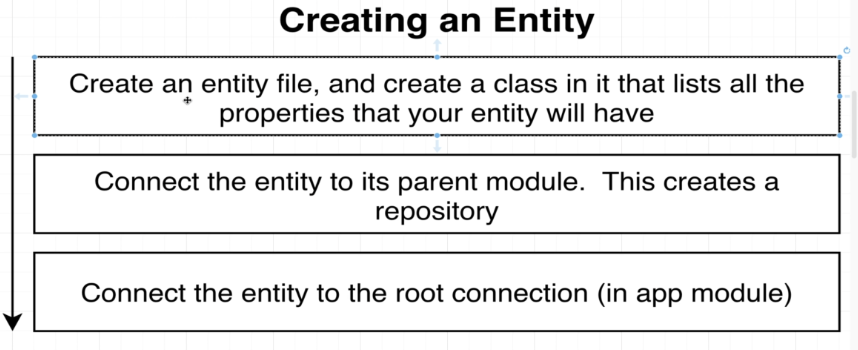 Creating an Entity
Create an entity file, and create a class in it that lists all the
properties that your entity will have
Connect the entity to its parent module.  This creates a
repository
Connect the entity to the root connection (in app module)